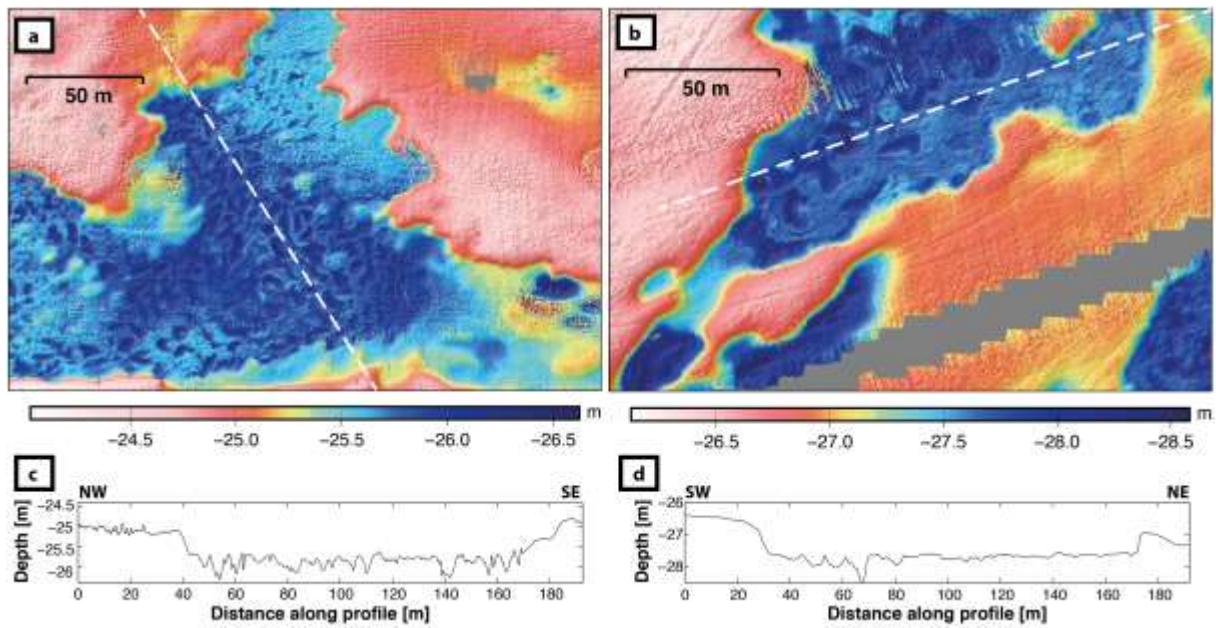 a
50 m
b
50 m
−24.5 −25.0 −25.5 −26.0 −26.5 m
−26.5 −27.0 −27.5 −28.0 −28.5 m
c
NW SE
Depth [m]
−24.5
−25
−25.5
−26
0 20 40 60 80 100 120 140 160 180
Distance along profile [m]
d
SW NE
Depth [m]
−26
−27
−28
0 20 40 60 80 100 120 140 160 180
Distance along profile [m]